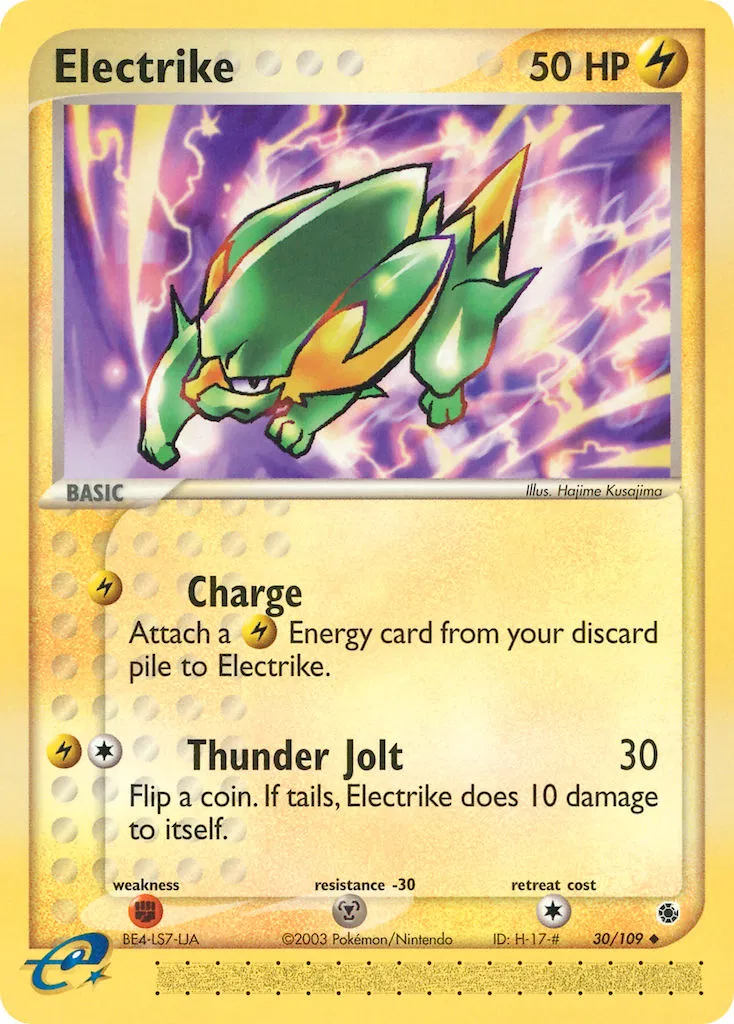 Electrike
50 HP
BASIC
Illus. Hajime Kusajima
Charge
Attach a Energy card from your discard
pile to Electrike.
Thunder Jolt 30
Flip a coin. If tails, Electrike does 10 damage
to itself.
weakness resistance -30 retreat cost
BE4-LS7-IJA ©2003 Pokémon/Nintendo ID: H-17-# 30/109
e